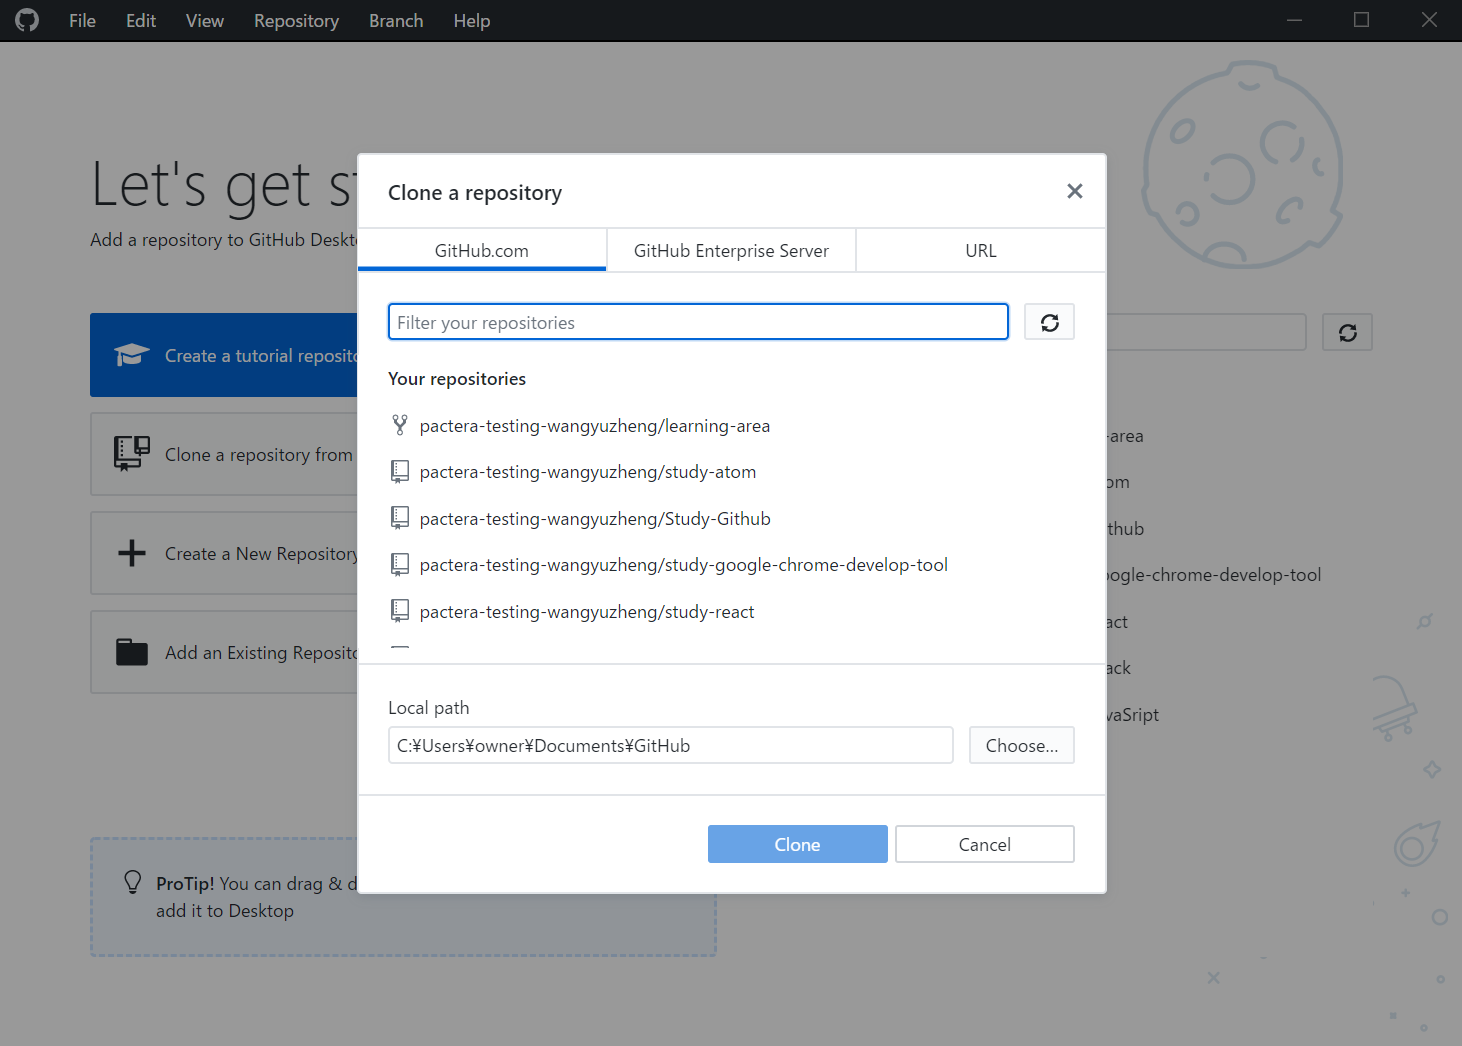 File Edit View Repository Branch Help
Let's get
Add a repository to GitHub
Create a tutorial
Clone a repository from
Create a New Repository
Add an Existing
ProTip! You can drag &
add it to Desktop
Clone a repository
GitHub.com GitHub Enterprise Server URL
Filter your repositories
Your repositories
pactera-testing-wangyuzheng/learning-area
pactera-testing-wangyuzheng/study-atom
pactera-testing-wangyuzheng/Study-Github
pactera-testing-wangyuzheng/study-google-chrome-develop-tool
pactera-testing-wangyuzheng/study-react
Local path
C:¥Users¥owner¥Documents¥GitHub
Choose...
Clone Cancel
-area
om
thub
ogle-chrome-develop-tool
act
ack
vaSript